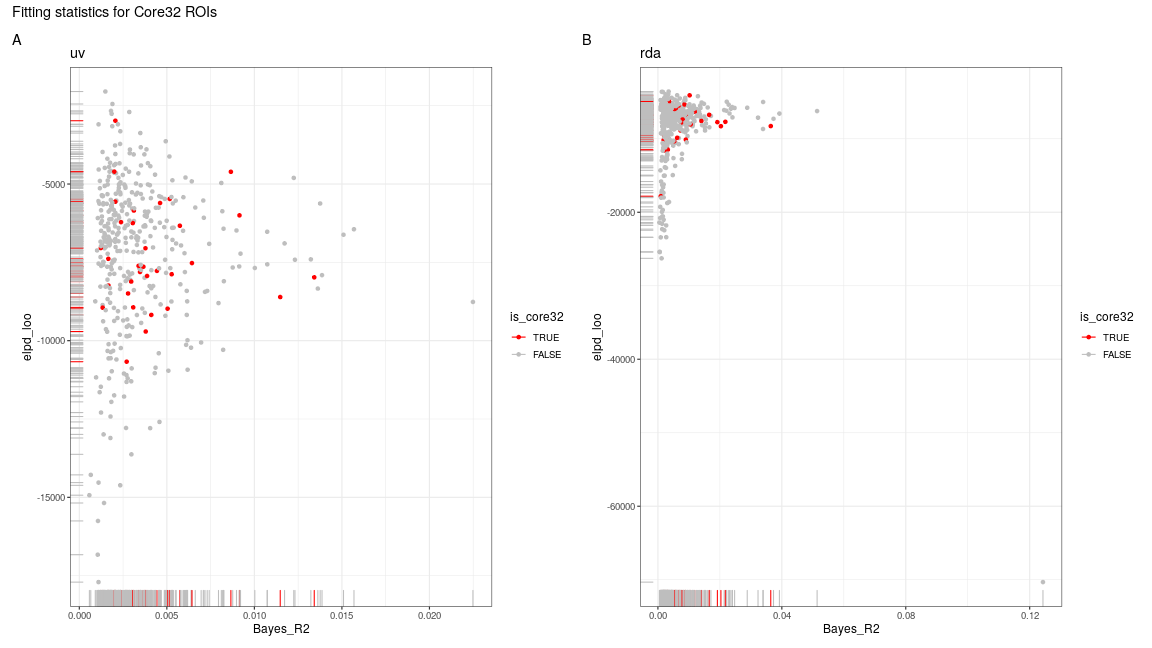 Fitting statistics for Core32 ROIs
A
uv
-5000
-10000
-15000
elpd_loo
0.000
0.005
0.010
0.015
0.020
Bayes_R2
is_core32
TRUE
FALSE
B
rda
-20000
-40000
-60000
elpd_loo
0.00
0.04
0.08
0.12
Bayes_R2
is_core32
TRUE
FALSE